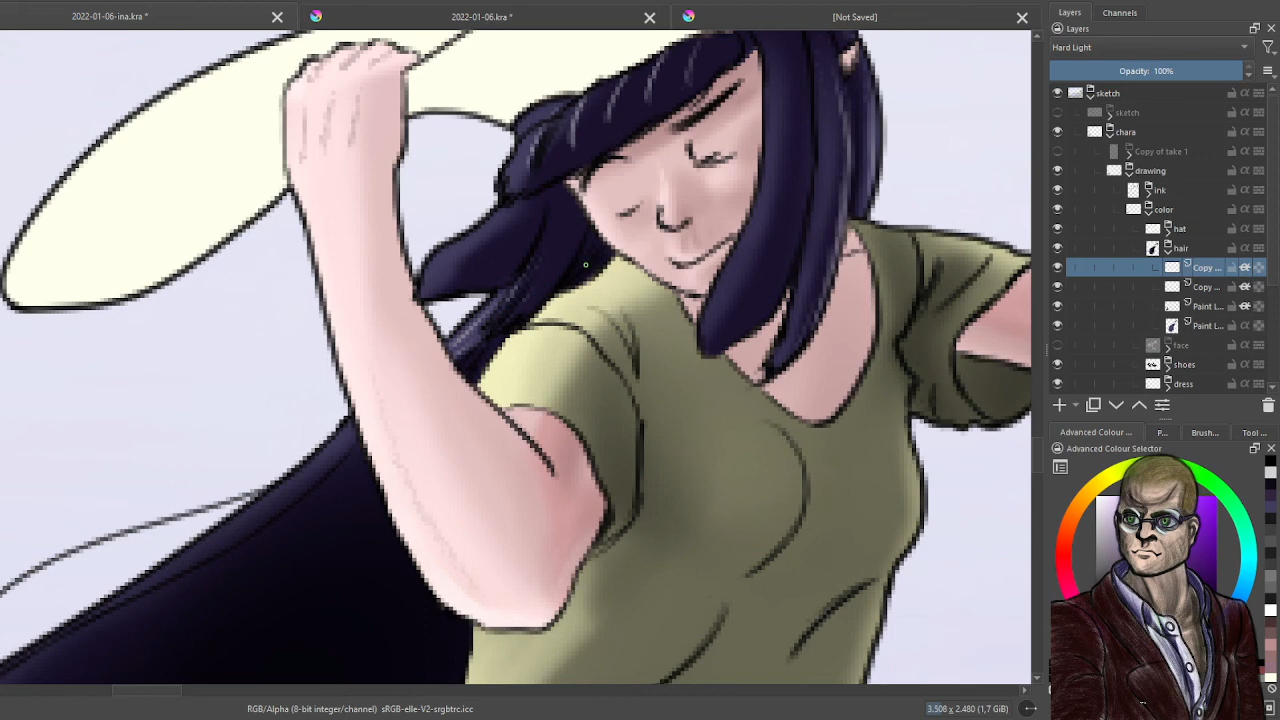 2022-01-06-ina.kra *
2022-01-06.kra *
[Not Saved]
Layers
Channels
Layers
Hard Light
Opacity: 100%
sketch
sketch
chara
Copy of take 1
drawing
ink
color
hat
hair
Copy ...
Copy ...
Paint L...
Paint L...
face
shoes
dress
Advanced Colour ...
P...
Brush...
Tool ...
Advanced Colour Selector
RGB/Alpha (8-bit integer/channel) sRGB-elle-V2-srgbtrc.icc
3.508 x 2.480 (1,7 GiB)